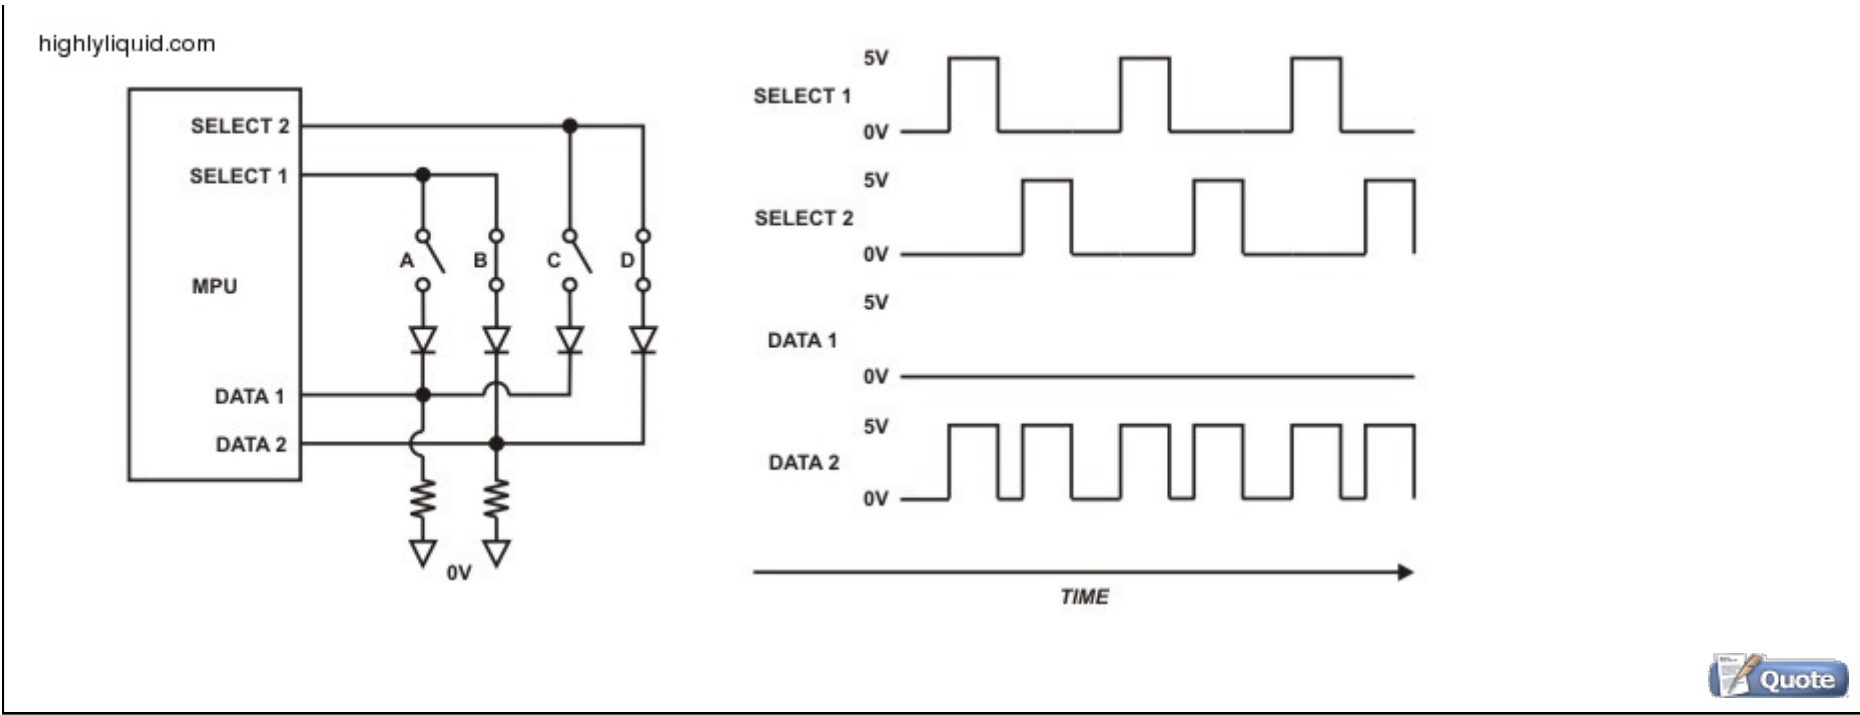 highlyliquid.com
SELECT 2
SELECT 1
A
B
C
D
MPU
DATA 1
DATA 2
0V
5V
SELECT 1
0V
5V
SELECT 2
0V
5V
DATA 1
0V
5V
DATA 2
0V
TIME
Quote